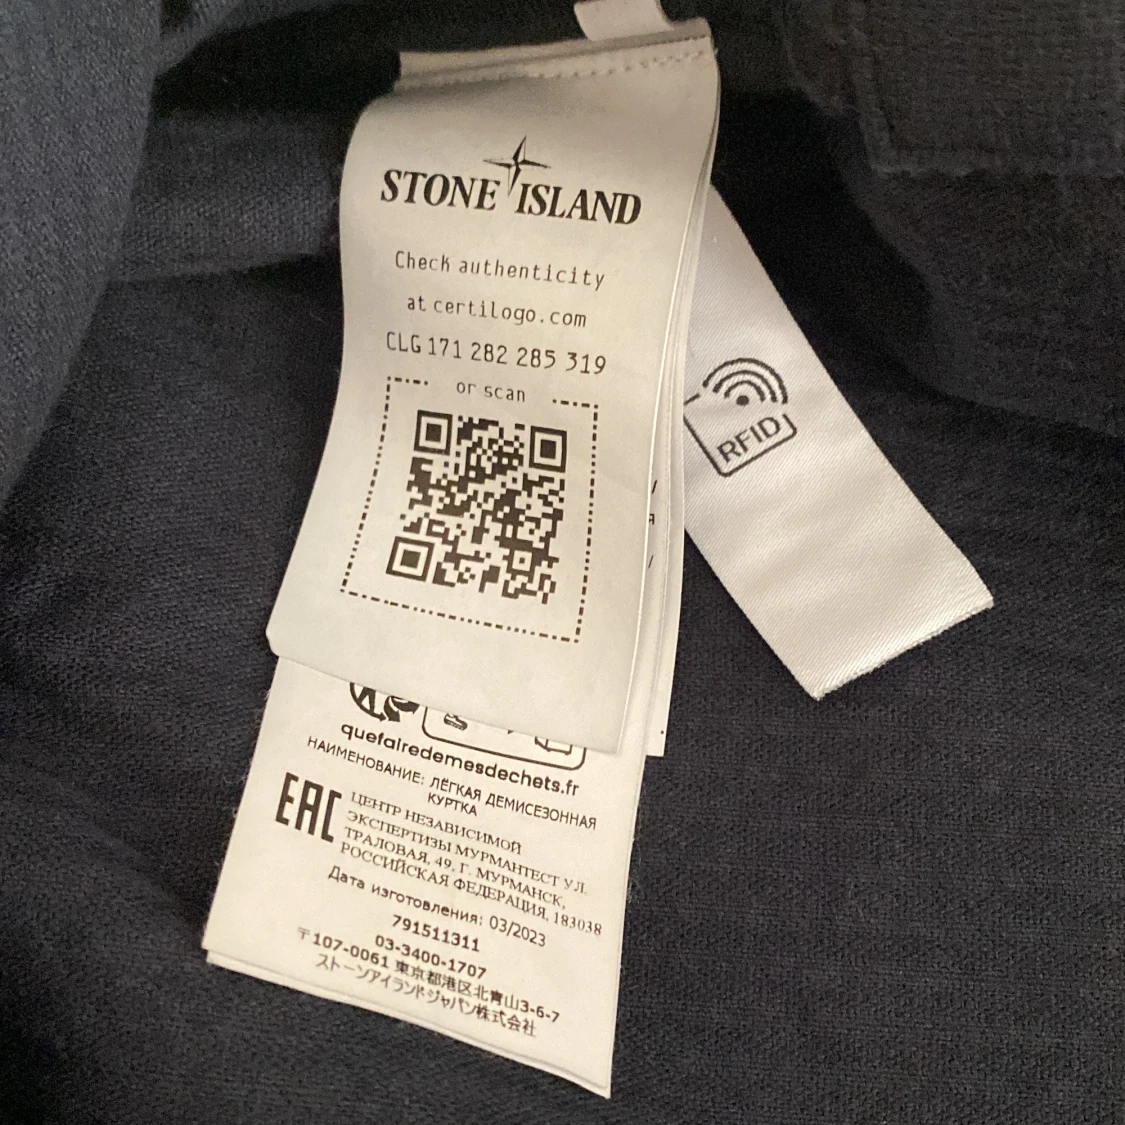 STONE ISLAND
Check authenticity
at certilogo.com
CLG 171 282 285 319
or scan
RFID
quefairedemesdechets.fr
НАИМЕНОВАНИЕ: ЛЁГКАЯ ДЕМИСЕЗОННАЯ
КУРТКА
EAC
ЦЕНТР НЕЗАВИСИМОЙ
ЭКСПЕРТИЗЫ МУРМАНТЕСТ УЛ.
ТРАЛОВАЯ, 49, Г. МУРМАНСК,
РОССИЙСКАЯ ФЕДЕРАЦИЯ, 183038
Дата изготовления: 03/2023
791511311
03-3400-1707
〒107-0061 東京都港区北青山3-6-7
ストーンアイランドジャパン株式会社